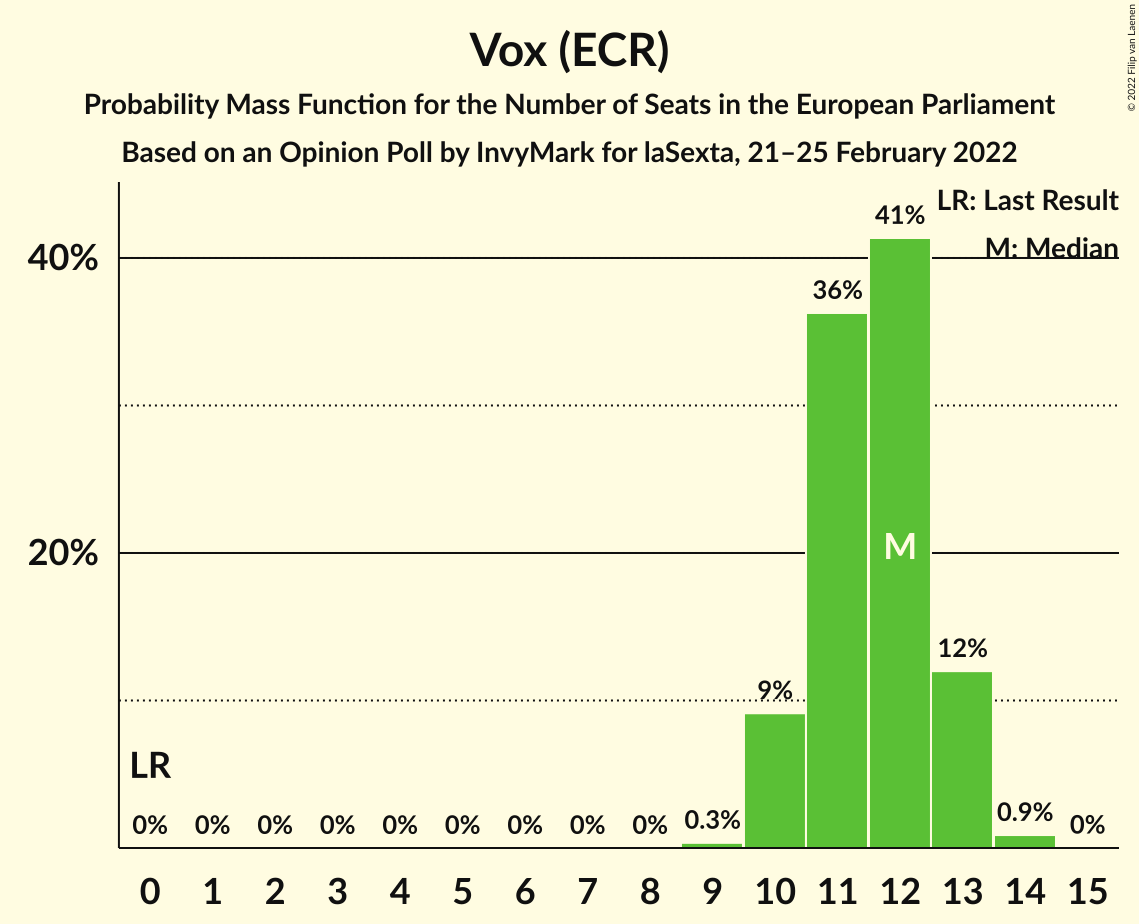 Vox (ECR)
Probability Mass Function for the Number of Seats in the European Parliament
Based on an Opinion Poll by InvyMark for laSexta, 21–25 February 2022
© 2022 Filip van Laenen
LR: Last Result
M: Median
40%
20%
LR
0% 0% 0% 0% 0% 0% 0% 0% 0% 0.3% 9% 36% 41% 12% 0.9% 0%
M
0 1 2 3 4 5 6 7 8 9 10 11 12 13 14 15